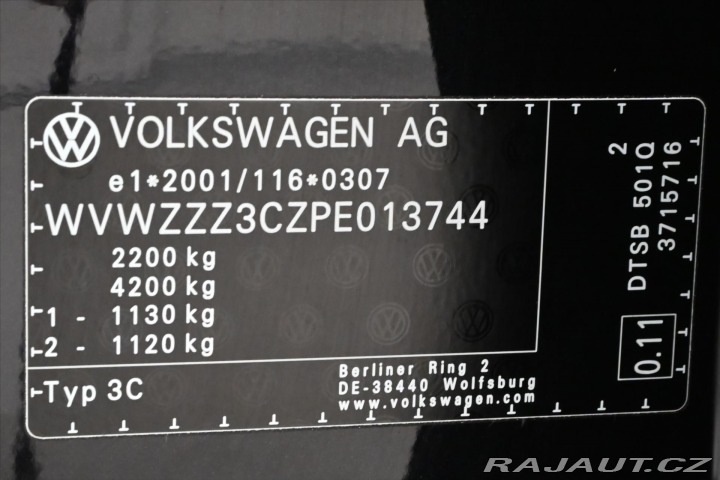 VOLKSWAGEN AG
e1*2001/116*0307
WVWZZZ3CZPE013744
2200 kg
4200 kg
1 - 1130 kg
2 - 1120 kg
Typ 3C
Berliner Ring 2
DE-38440 Wolfsburg
www.volkswagen.com
2
DTSB 501Q
3715716
0.11
RAJAUT.CZ